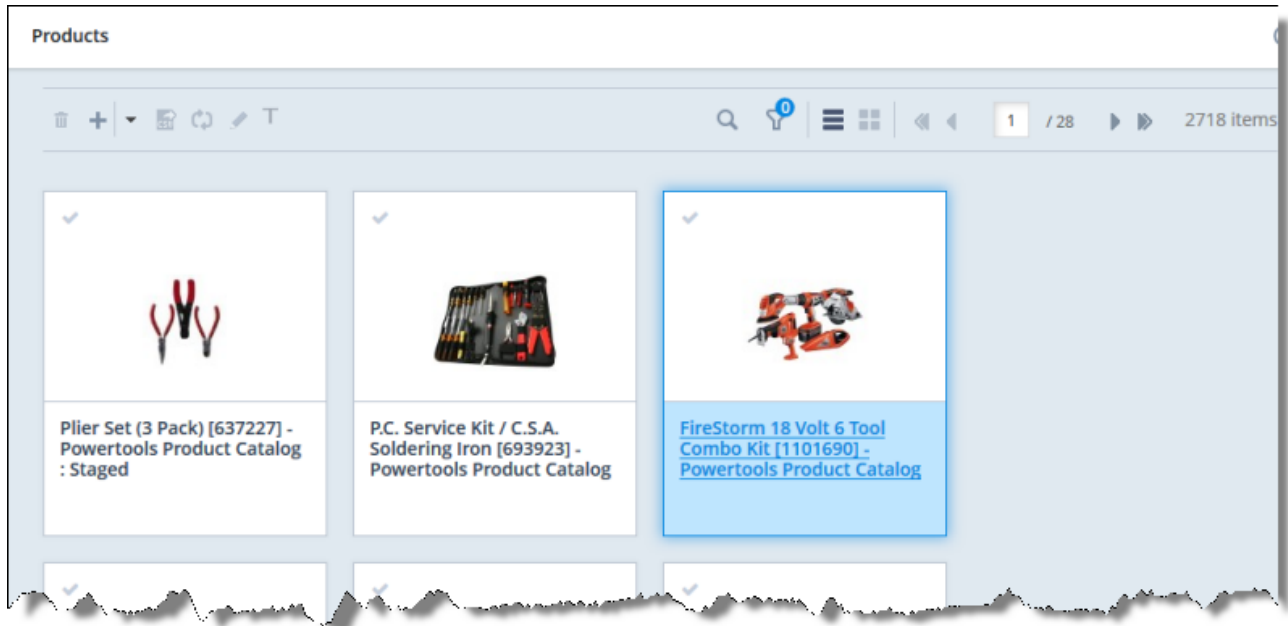 Products
0
1 / 28 2718 items
Plier Set (3 Pack) [637227] -
Powertools Product Catalog
: Staged
P.C. Service Kit / C.S.A.
Soldering Iron [693923] -
Powertools Product Catalog
FireStorm 18 Volt 6 Tool
Combo Kit [1101690] -
Powertools Product Catalog